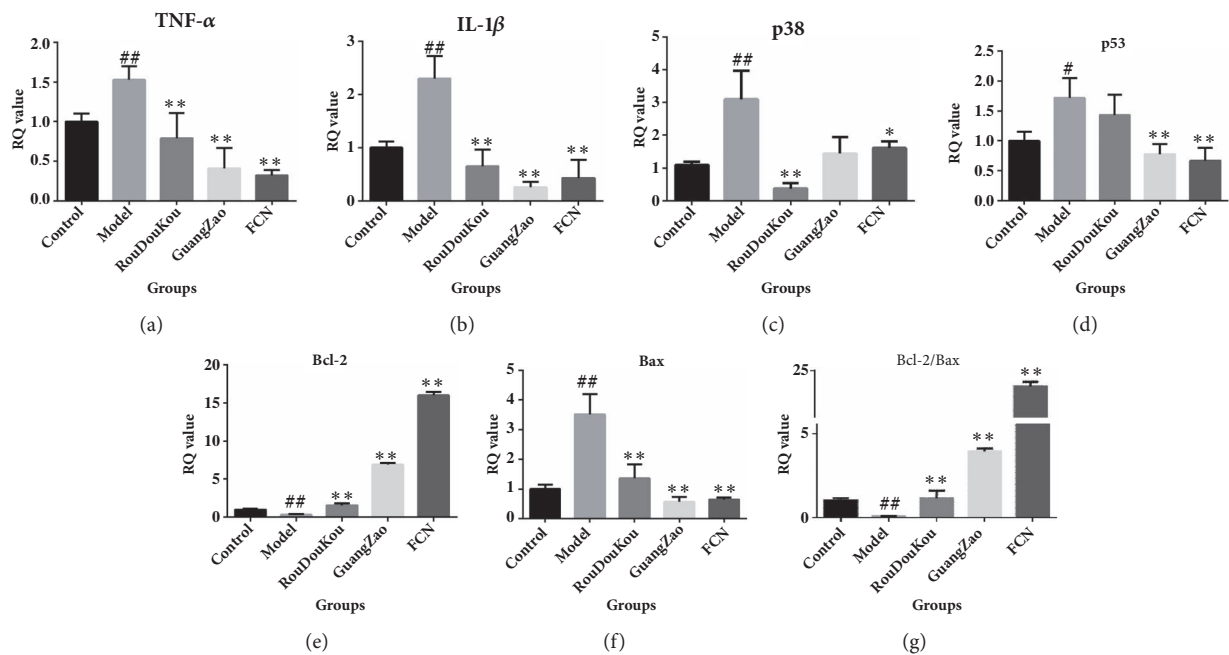 TNF-α
RQ value
2.0
1.5
1.0
0.5
0.0
##
**
**
**
Control
Model
RouDouKou
GuangZao
FCN
Groups
(a)
IL-1β
RQ value
3
2
1
0
##
**
**
**
Control
Model
RouDouKou
GuangZao
FCN
Groups
(b)
p38
RQ value
5
4
3
2
1
0
##
**
*
Control
Model
RouDouKou
GuangZao
FCN
Groups
(c)
p53
RQ value
2.5
2.0
1.5
1.0
0.5
0.0
#
**
**
Control
Model
RouDouKou
GuangZao
FCN
Groups
(d)
Bcl-2
RQ value
20
15
10
5
0
##
**
**
**
Control
Model
RouDouKou
GuangZao
FCN
Groups
(e)
Bax
RQ value
5
4
3
2
1
0
##
**
**
**
Control
Model
RouDouKou
GuangZao
FCN
Groups
(f)
Bcl-2/Bax
RQ value
25
5
0
##
**
**
**
Control
Model
RouDouKou
GuangZao
FCN
Groups
(g)